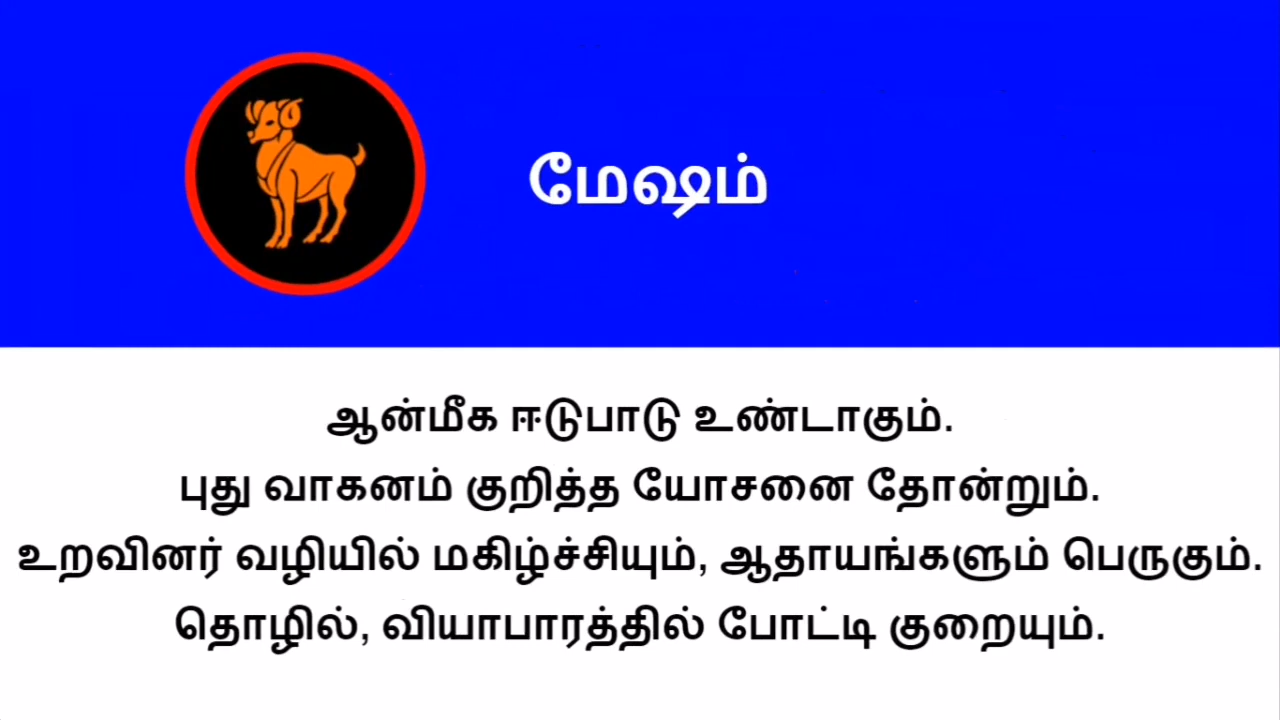 மேஷம்
ஆன்மீக ஈடுபாடு உண்டாகும்.
புது வாகனம் குறித்த யோசனை தோன்றும்.
உறவினர் வழியில் மகிழ்ச்சியும், ஆதாயங்களும் பெருகும்.
தொழில், வியாபாரத்தில் போட்டி குறையும்.